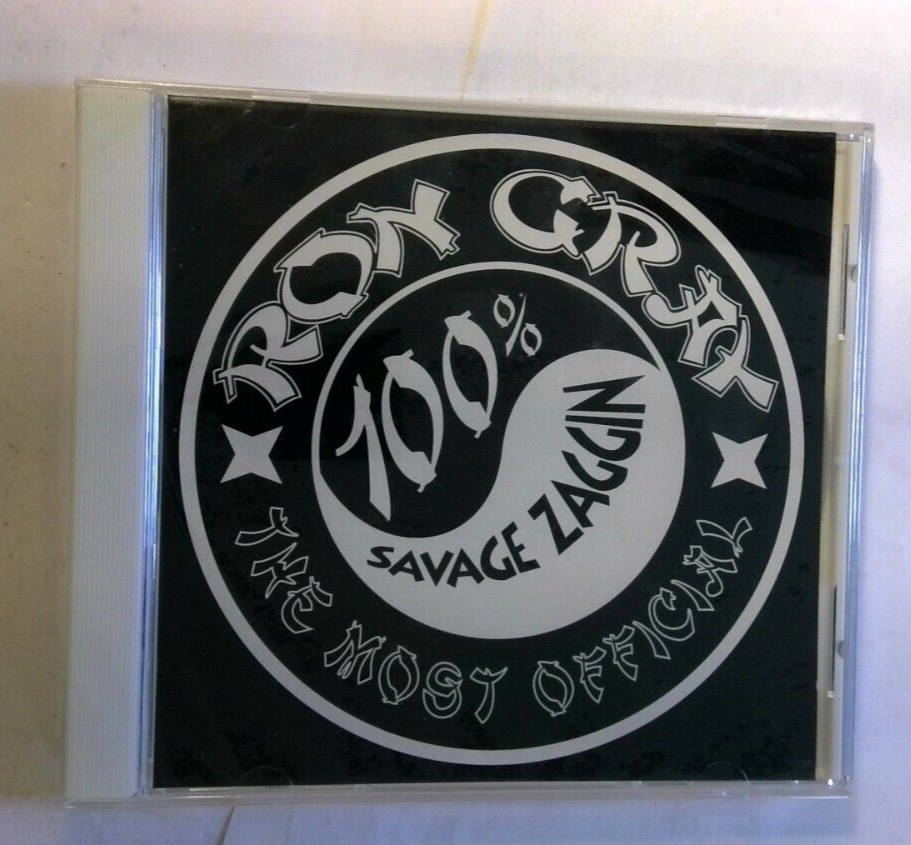 RON GRAY
100%
SAVAGE ZAGGIN
THE MOST OFFICIAL